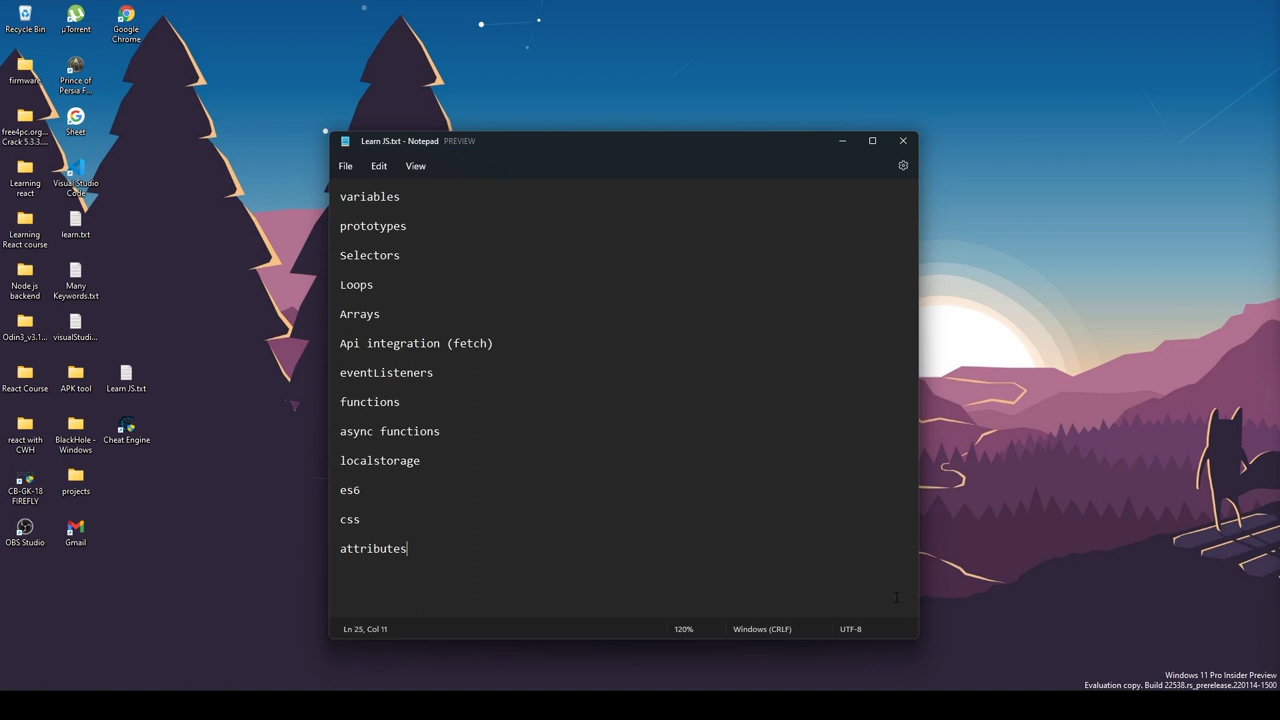 Recycle Bin
µTorrent
Google
Chrome
firmware
Prince of
Persia F...
free4pc.org...
Crack 5.3.3....
Sheet
Learning
react
Visual Studio
Code
Learning
React course
learn.txt
Node js
backend
Many
Keywords.txt
Odin3_v3.1...
visualStudi...
React Course
APK tool
Learn JS.txt
react with
CWH
BlackHole -
Windows
Cheat Engine
CB-GK-18
FIREFLY
projects
OBS Studio
Gmail
Learn JS.txt - Notepad PREVIEW
File Edit View
variables
prototypes
Selectors
Loops
Arrays
Api integration (fetch)
eventListeners
functions
async functions
localstorage
es6
css
attributes
Ln 25, Col 11 120% Windows (CRLF) UTF-8
Windows 11 Pro Insider Preview
Evaluation copy. Build 22538.rs_prerelease.220114-1500